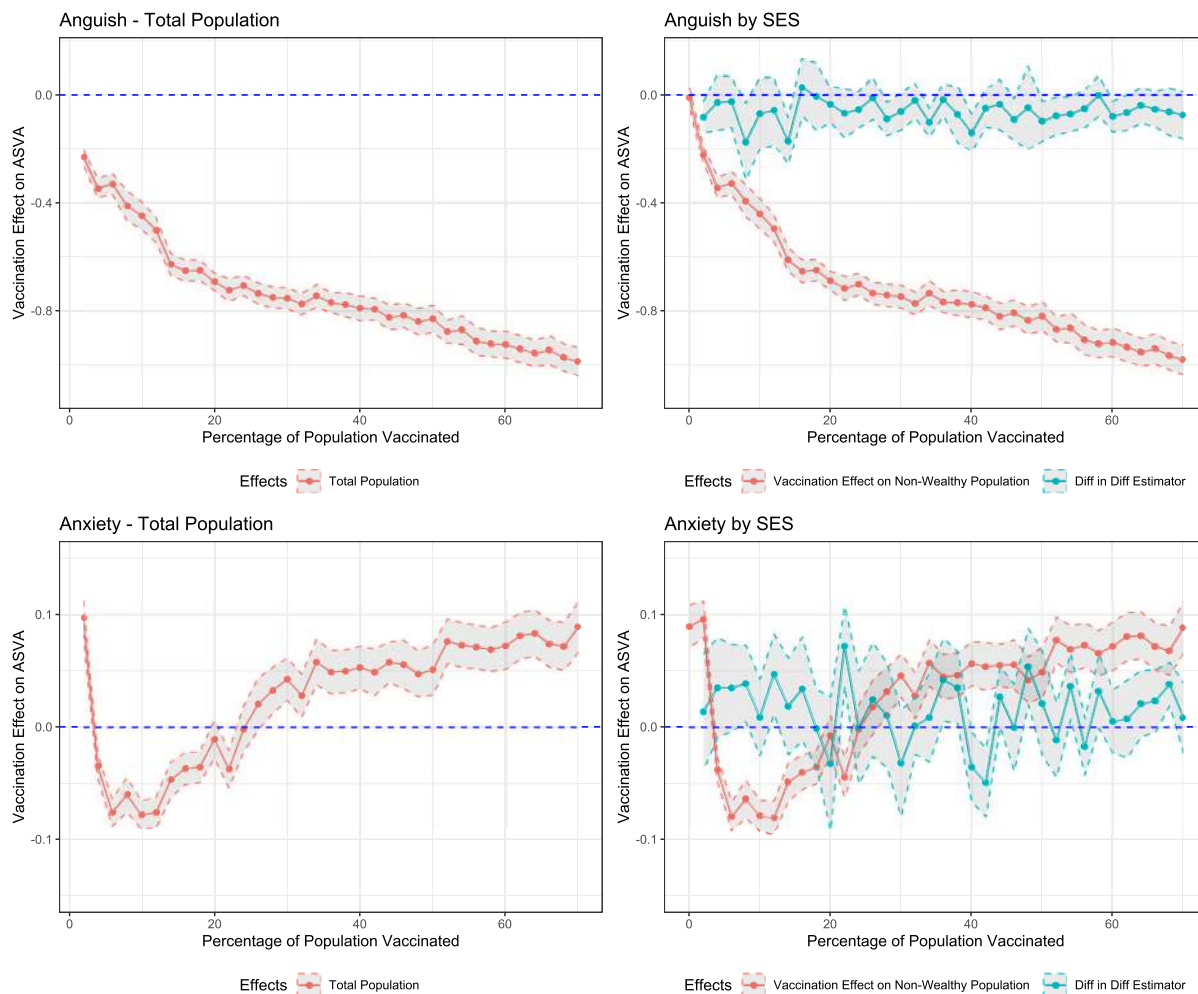 Anguish - Total Population
Vaccination Effect on ASVA
0.0
-0.4
-0.8
0 20 40 60
Percentage of Population Vaccinated
Effects Total Population
Anguish by SES
Vaccination Effect on ASVA
0.0
-0.4
-0.8
0 20 40 60
Percentage of Population Vaccinated
Effects Vaccination Effect on Non-Wealthy Population Diff in Diff Estimator
Anxiety - Total Population
Vaccination Effect on ASVA
0.1
0.0
-0.1
0 20 40 60
Percentage of Population Vaccinated
Effects Total Population
Anxiety by SES
Vaccination Effect on ASVA
0.1
0.0
-0.1
0 20 40 60
Percentage of Population Vaccinated
Effects Vaccination Effect on Non-Wealthy Population Diff in Diff Estimator